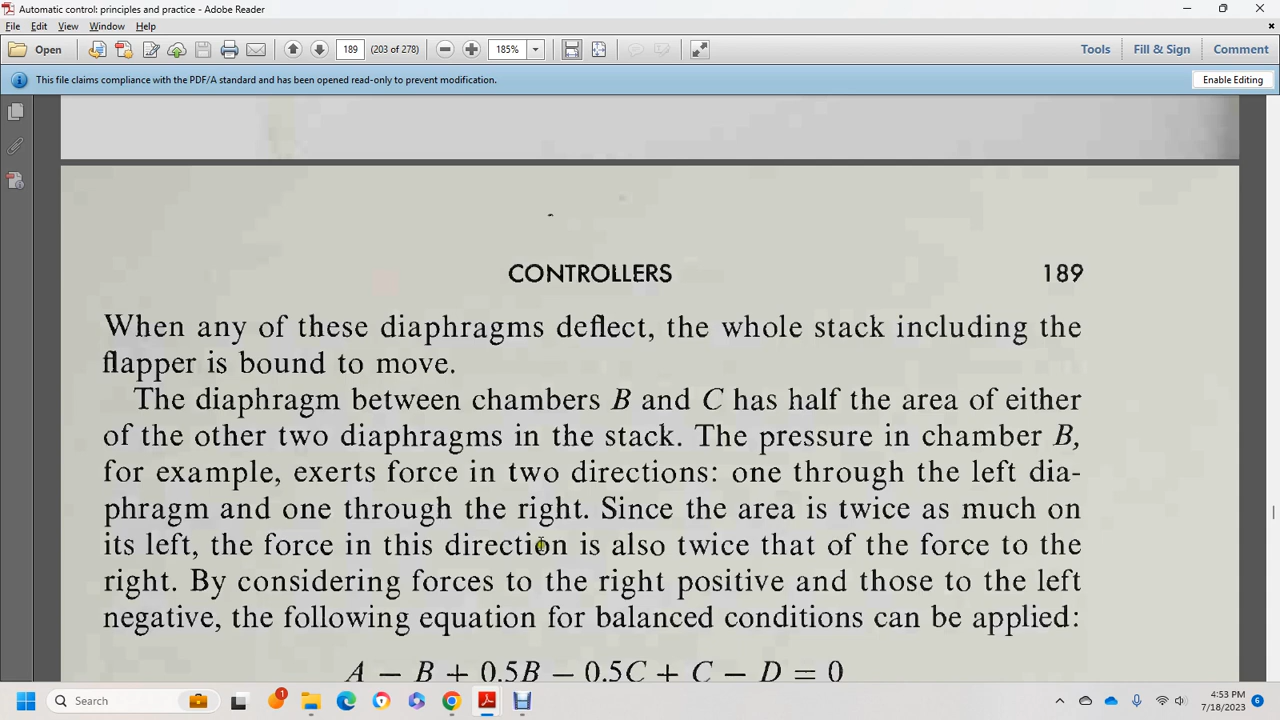 Automatic control: principles and practice - Adobe Reader
File Edit View Window Help
Open 189 (203 of 278) 185% Tools Fill & Sign Comment
This file claims compliance with the PDF/A standard and has been opened read-only to prevent modification. Enable Editing
CONTROLLERS 189
When any of these diaphragms deflect, the whole stack including the
flapper is bound to move.
The diaphragm between chambers B and C has half the area of either
of the other two diaphragms in the stack. The pressure in chamber B,
for example, exerts force in two directions: one through the left dia-
phragm and one through the right. Since the area is twice as much on
its left, the force in this direction is also twice that of the force to the
right. By considering forces to the right positive and those to the left
negative, the following equation for balanced conditions can be applied:
A − B + 0.5B − 0.5C + C − D = 0
Search 1 4:53 PM
7/18/2023 6